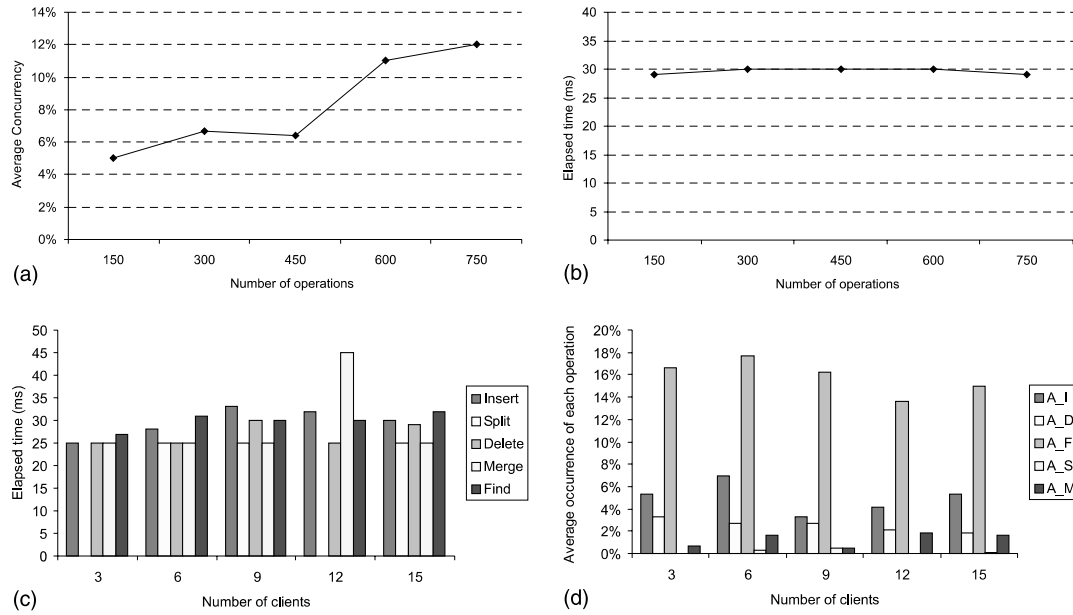 14%
12%
10%
8%
6%
4%
2%
0%
Average Concurrency
150 300 450 600 750
Number of operations
(a)
40
35
30
25
20
15
10
5
0
Elapsed time (ms)
150 300 450 600 750
Number of operations
(b)
50
45
40
35
30
25
20
15
10
5
0
Elapsed time (ms)
3 6 9 12 15
Number of clients
Insert
Split
Delete
Merge
Find
(c)
20%
18%
16%
14%
12%
10%
8%
6%
4%
2%
0%
Average occurrence of each operation
3 6 9 12 15
Number of clients
A_I
A_D
A_F
A_S
A_M
(d)